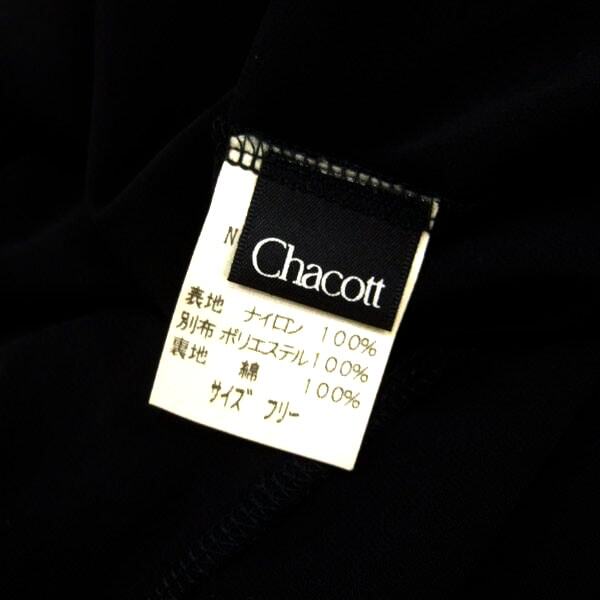 N
Chacott
表地 ナイロン 100%
別布 ポリエステル 100%
裏地 綿 100%
サイズ フリー